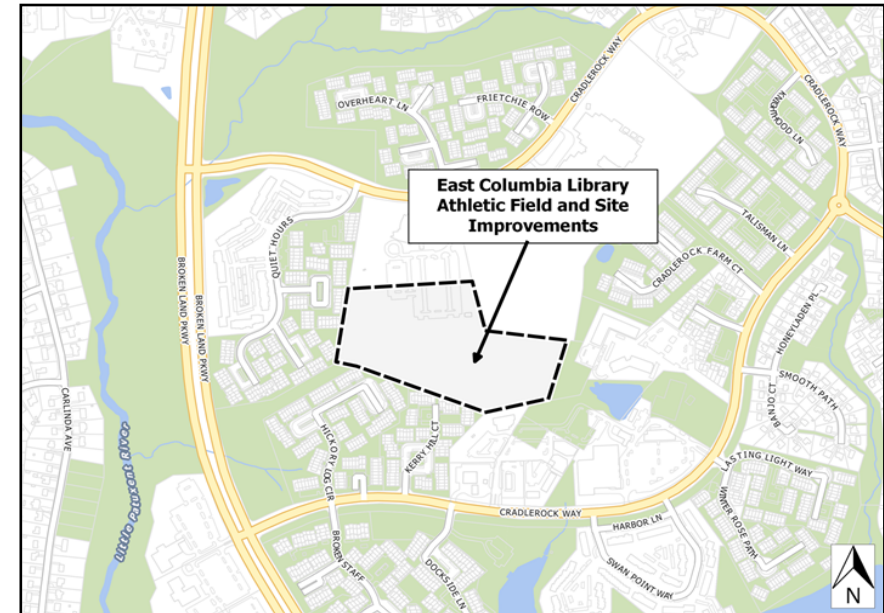 CRADLEROCK WAY
OVERHEART LN
FRIETCHIE ROW
KNIGHTWOOD LN
East Columbia Library
Athletic Field and Site
Improvements
QUIET HOURS
TALISMAN LN
CRADLEROCK FARM CT
BROKEN LAND PKWY
BROKEN LAND PKWY
HONEYLADEN PL
SMOOTH PATH
BANJO CT
CARLINDA AVE
Little Patuxent River
HICKORY LOG CIR
KERRY HILL CT
LASTING LIGHT WAY
WINTER ROSE PATH
CRADLEROCK WAY
HARBOR LN
BROKEN STAFF
DOCKSIDE LN
SWAN POINT WAY
CRADLEROCK WAY
CRADLEROCK WAY
N